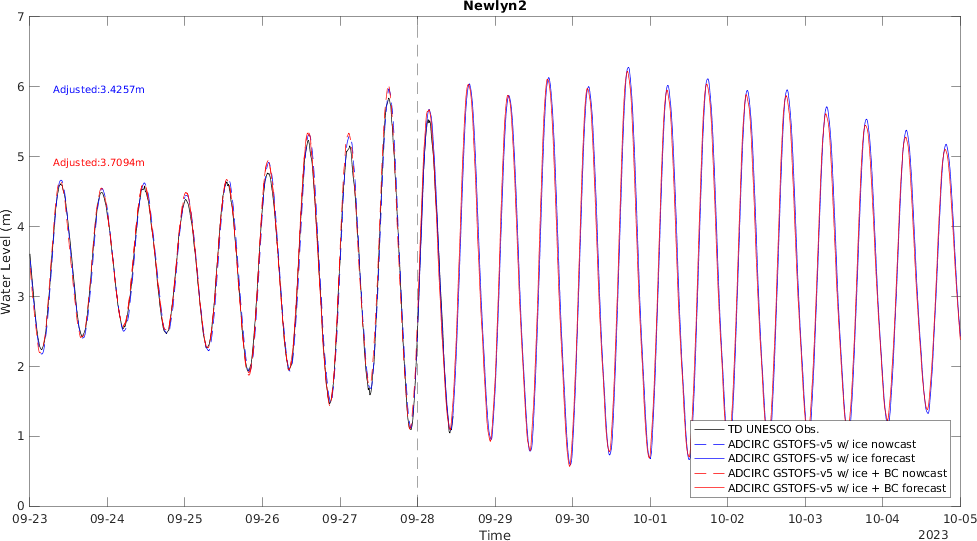 Newlyn2
7
6
5
4
3
2
1
0
Water Level (m)
Adjusted:3.4257m
Adjusted:3.7094m
TD UNESCO Obs.
ADCIRC GSTOFS-v5 w/ ice nowcast
ADCIRC GSTOFS-v5 w/ ice forecast
ADCIRC GSTOFS-v5 w/ ice + BC nowcast
ADCIRC GSTOFS-v5 w/ ice + BC forecast
09-23 09-24 09-25 09-26 09-27 09-28 09-29 09-30 10-01 10-02 10-03 10-04 10-05
Time
2023